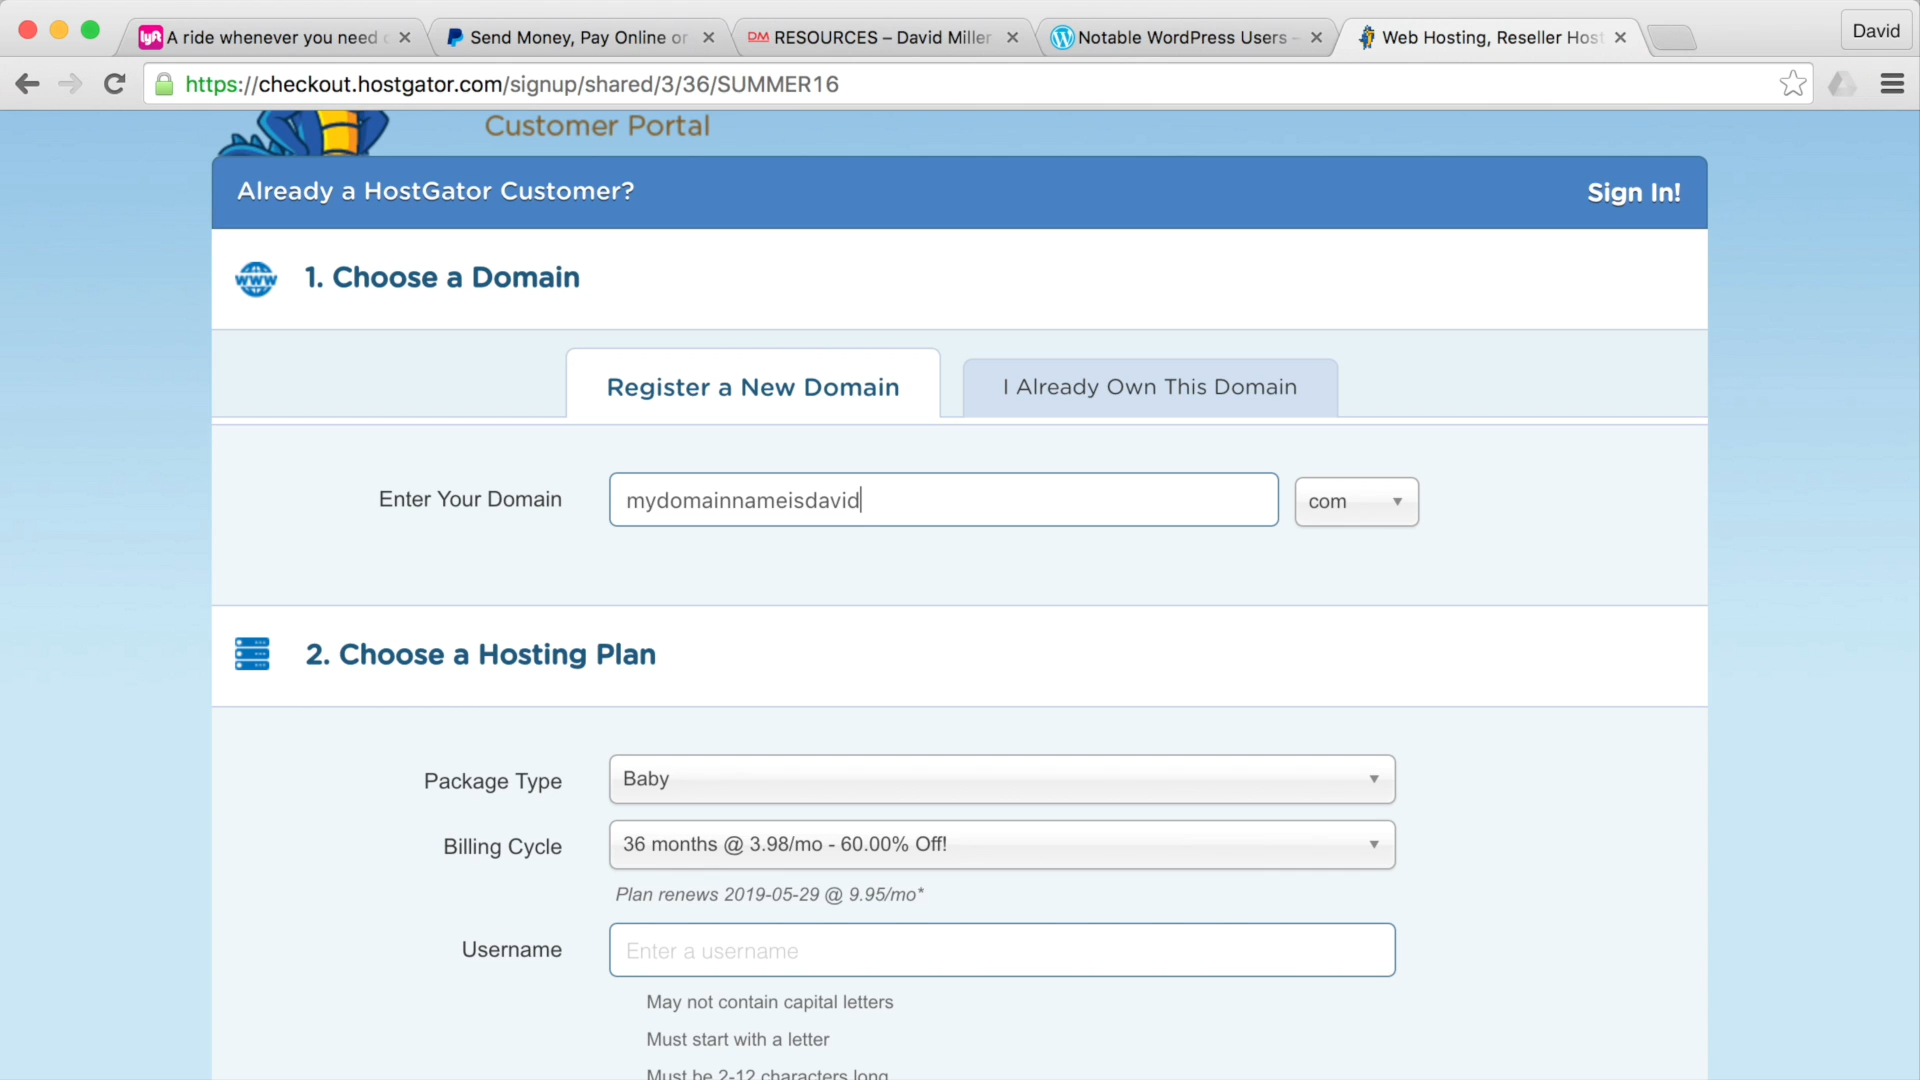 lyft A ride whenever you need
Send Money, Pay Online or
DM RESOURCES – David Miller
Notable WordPress Users –
Web Hosting, Reseller Host
David
https://checkout.hostgator.com/signup/shared/3/36/SUMMER16
Customer Portal
Already a HostGator Customer?
Sign In!
www
1. Choose a Domain
Register a New Domain
I Already Own This Domain
Enter Your Domain
mydomainnameisdavid
com
2. Choose a Hosting Plan
Package Type
Baby
Billing Cycle
36 months @ 3.98/mo - 60.00% Off!
Plan renews 2019-05-29 @ 9.95/mo*
Username
Enter a username
May not contain capital letters
Must start with a letter
Must be 2-12 characters long